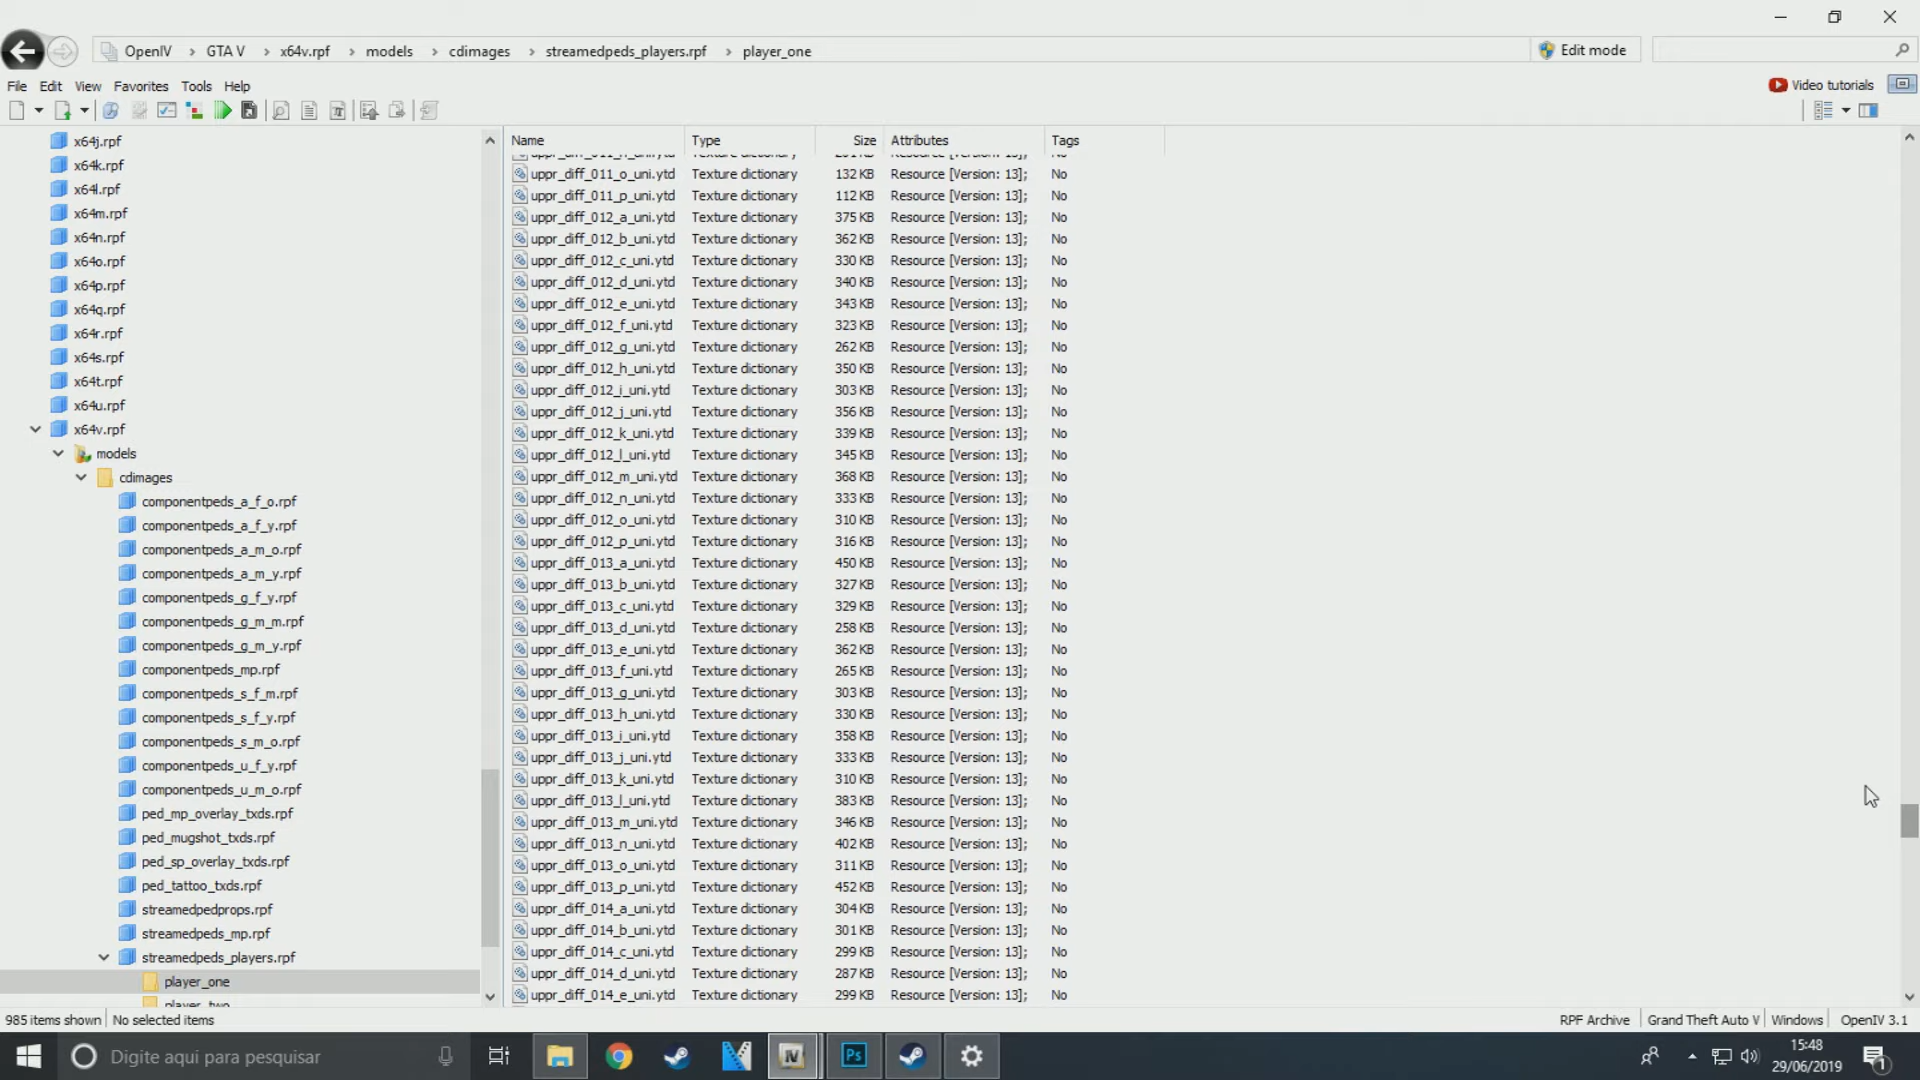 OpenIV › GTA V › x64v.rpf › models › cdimages › streamedpeds_players.rpf › player_one
Edit mode
File Edit View Favorites Tools Help
Video tutorials
x64j.rpf
x64k.rpf
x64l.rpf
x64m.rpf
x64n.rpf
x64o.rpf
x64p.rpf
x64q.rpf
x64r.rpf
x64s.rpf
x64t.rpf
x64u.rpf
x64v.rpf
models
cdimages
componentpeds_a_f_o.rpf
componentpeds_a_f_y.rpf
componentpeds_a_m_o.rpf
componentpeds_a_m_y.rpf
componentpeds_g_f_y.rpf
componentpeds_g_m_m.rpf
componentpeds_g_m_y.rpf
componentpeds_mp.rpf
componentpeds_s_f_m.rpf
componentpeds_s_f_y.rpf
componentpeds_s_m_o.rpf
componentpeds_u_f_y.rpf
componentpeds_u_m_o.rpf
ped_mp_overlay_txds.rpf
ped_mugshot_txds.rpf
ped_sp_overlay_txds.rpf
ped_tattoo_txds.rpf
streamedpedprops.rpf
streamedpeds_mp.rpf
streamedpeds_players.rpf
player_one
player_two
Name Type Size Attributes Tags
uppr_diff_011_o_uni.ytd Texture dictionary 132 KB Resource [Version: 13]; No
uppr_diff_011_p_uni.ytd Texture dictionary 112 KB Resource [Version: 13]; No
uppr_diff_012_a_uni.ytd Texture dictionary 375 KB Resource [Version: 13]; No
uppr_diff_012_b_uni.ytd Texture dictionary 362 KB Resource [Version: 13]; No
uppr_diff_012_c_uni.ytd Texture dictionary 330 KB Resource [Version: 13]; No
uppr_diff_012_d_uni.ytd Texture dictionary 340 KB Resource [Version: 13]; No
uppr_diff_012_e_uni.ytd Texture dictionary 343 KB Resource [Version: 13]; No
uppr_diff_012_f_uni.ytd Texture dictionary 323 KB Resource [Version: 13]; No
uppr_diff_012_g_uni.ytd Texture dictionary 262 KB Resource [Version: 13]; No
uppr_diff_012_h_uni.ytd Texture dictionary 350 KB Resource [Version: 13]; No
uppr_diff_012_i_uni.ytd Texture dictionary 303 KB Resource [Version: 13]; No
uppr_diff_012_j_uni.ytd Texture dictionary 356 KB Resource [Version: 13]; No
uppr_diff_012_k_uni.ytd Texture dictionary 339 KB Resource [Version: 13]; No
uppr_diff_012_l_uni.ytd Texture dictionary 345 KB Resource [Version: 13]; No
uppr_diff_012_m_uni.ytd Texture dictionary 368 KB Resource [Version: 13]; No
uppr_diff_012_n_uni.ytd Texture dictionary 333 KB Resource [Version: 13]; No
uppr_diff_012_o_uni.ytd Texture dictionary 310 KB Resource [Version: 13]; No
uppr_diff_012_p_uni.ytd Texture dictionary 316 KB Resource [Version: 13]; No
uppr_diff_013_a_uni.ytd Texture dictionary 450 KB Resource [Version: 13]; No
uppr_diff_013_b_uni.ytd Texture dictionary 327 KB Resource [Version: 13]; No
uppr_diff_013_c_uni.ytd Texture dictionary 329 KB Resource [Version: 13]; No
uppr_diff_013_d_uni.ytd Texture dictionary 258 KB Resource [Version: 13]; No
uppr_diff_013_e_uni.ytd Texture dictionary 362 KB Resource [Version: 13]; No
uppr_diff_013_f_uni.ytd Texture dictionary 265 KB Resource [Version: 13]; No
uppr_diff_013_g_uni.ytd Texture dictionary 303 KB Resource [Version: 13]; No
uppr_diff_013_h_uni.ytd Texture dictionary 330 KB Resource [Version: 13]; No
uppr_diff_013_i_uni.ytd Texture dictionary 358 KB Resource [Version: 13]; No
uppr_diff_013_j_uni.ytd Texture dictionary 333 KB Resource [Version: 13]; No
uppr_diff_013_k_uni.ytd Texture dictionary 310 KB Resource [Version: 13]; No
uppr_diff_013_l_uni.ytd Texture dictionary 383 KB Resource [Version: 13]; No
uppr_diff_013_m_uni.ytd Texture dictionary 346 KB Resource [Version: 13]; No
uppr_diff_013_n_uni.ytd Texture dictionary 402 KB Resource [Version: 13]; No
uppr_diff_013_o_uni.ytd Texture dictionary 311 KB Resource [Version: 13]; No
uppr_diff_013_p_uni.ytd Texture dictionary 452 KB Resource [Version: 13]; No
uppr_diff_014_a_uni.ytd Texture dictionary 304 KB Resource [Version: 13]; No
uppr_diff_014_b_uni.ytd Texture dictionary 301 KB Resource [Version: 13]; No
uppr_diff_014_c_uni.ytd Texture dictionary 299 KB Resource [Version: 13]; No
uppr_diff_014_d_uni.ytd Texture dictionary 287 KB Resource [Version: 13]; No
uppr_diff_014_e_uni.ytd Texture dictionary 299 KB Resource [Version: 13]; No
985 items shown No selected items RPF Archive Grand Theft Auto V Windows OpenIV 3.1
Digite aqui para pesquisar
IV
Ps
15:48
29/06/2019
1